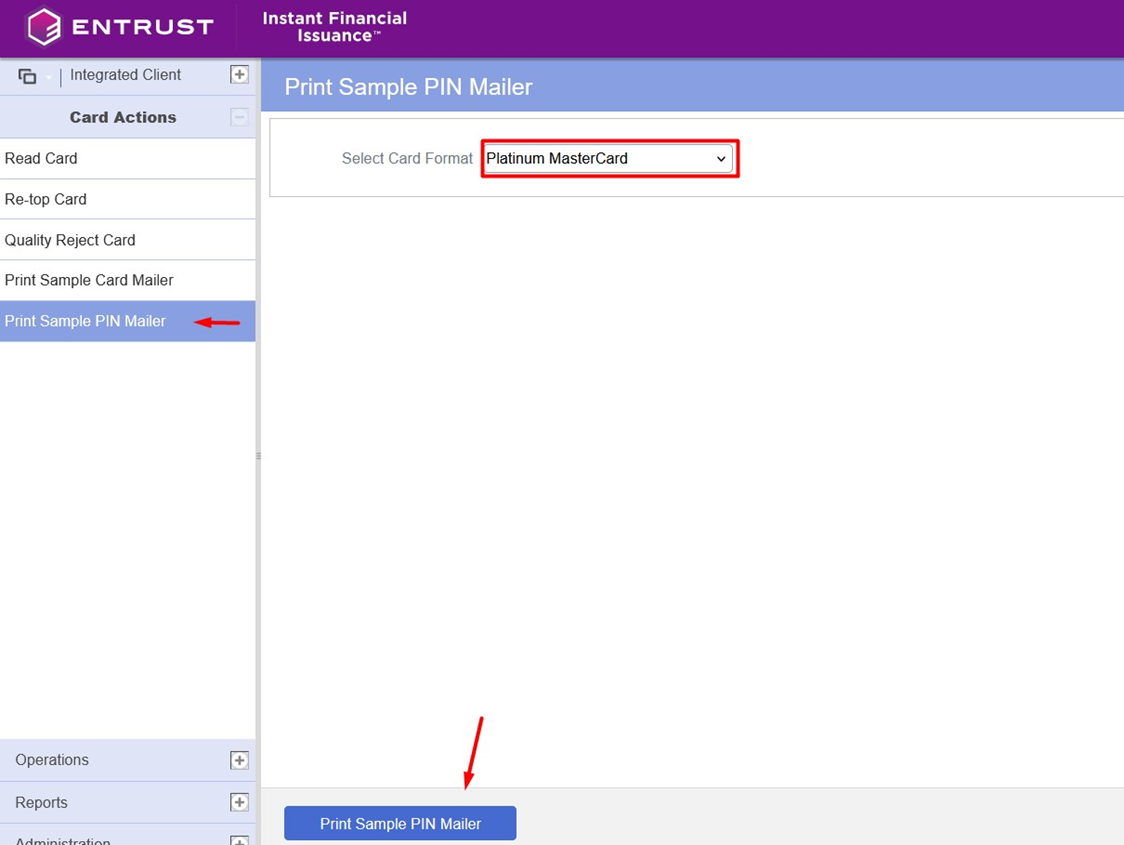 ENTRUST
Instant Financial
Issuance™
Integrated Client
Card Actions
Read Card
Re-top Card
Quality Reject Card
Print Sample Card Mailer
Print Sample PIN Mailer
Operations
Reports
Administration
Print Sample PIN Mailer
Select Card Format Platinum MasterCard
Print Sample PIN Mailer